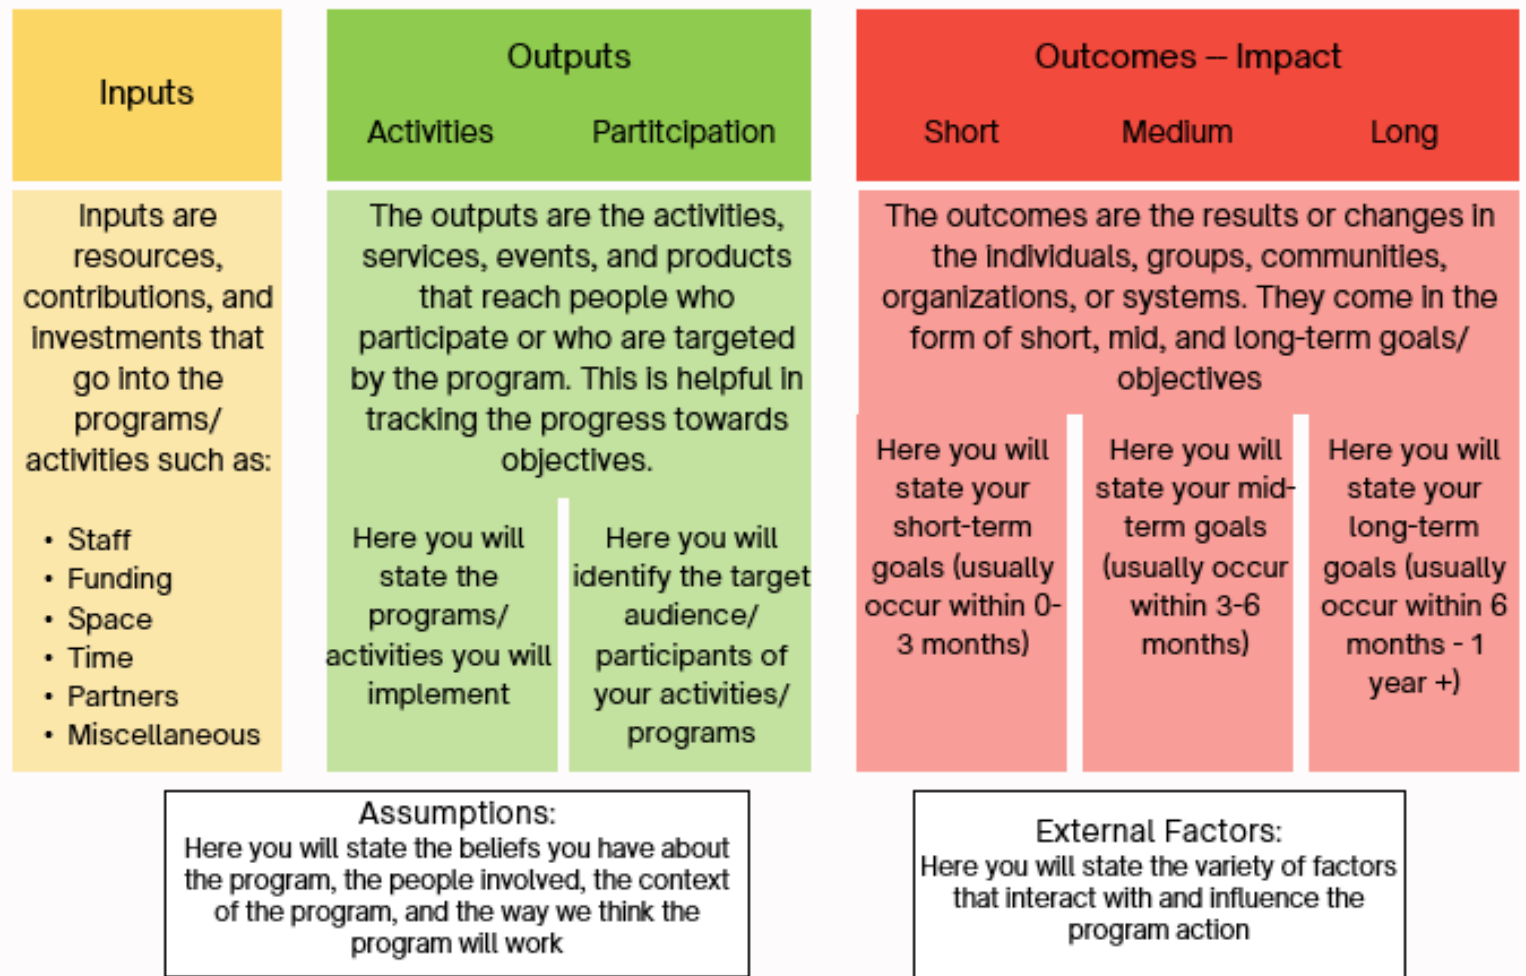 Inputs
Inputs are
resources,
contributions, and
investments that
go into the
programs/
activities such as:
• Staff
• Funding
• Space
• Time
• Partners
• Miscellaneous
Outputs
Activities
Partitcipation
The outputs are the activities,
services, events, and products
that reach people who
participate or who are targeted
by the program. This is helpful in
tracking the progress towards
objectives.
Here you will
state the
programs/
activities you will
implement
Here you will
identify the target
audience/
participants of
your activities/
programs
Outcomes – Impact
Short
Medium
Long
The outcomes are the results or changes in
the individuals, groups, communities,
organizations, or systems. They come in the
form of short, mid, and long-term goals/
objectives
Here you will
state your
short-term
goals (usually
occur within 0-
3 months)
Here you will
state your mid-
term goals
(usually occur
within 3-6
months)
Here you will
state your
long-term
goals (usually
occur within 6
months - 1
year +)
Assumptions:
Here you will state the beliefs you have about
the program, the people involved, the context
of the program, and the way we think the
program will work
External Factors:
Here you will state the variety of factors
that interact with and influence the
program action